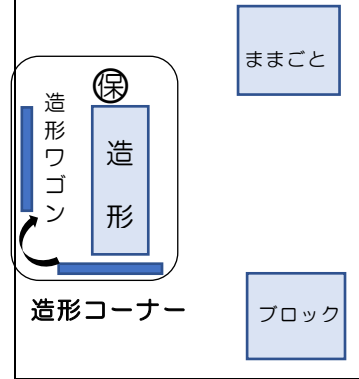 ままごと
保
造形ワゴン
造形
造形コーナー
ブロック